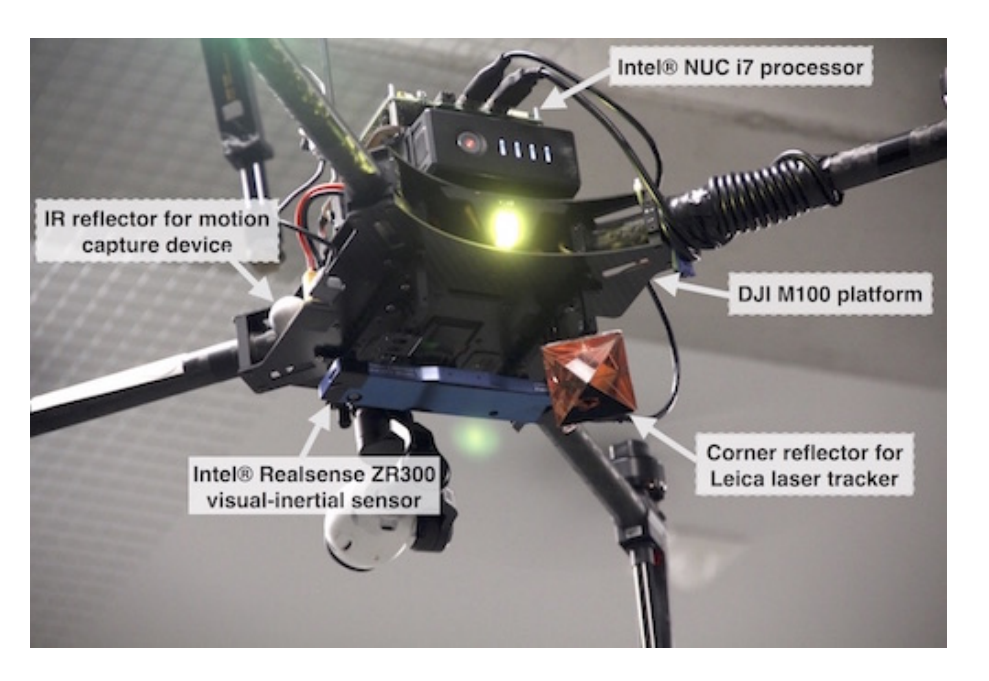 Intel® NUC i7 processor
IR reflector for motion
capture device
DJI M100 platform
Corner reflector for
Leica laser tracker
Intel® Realsense ZR300
visual-inertial sensor